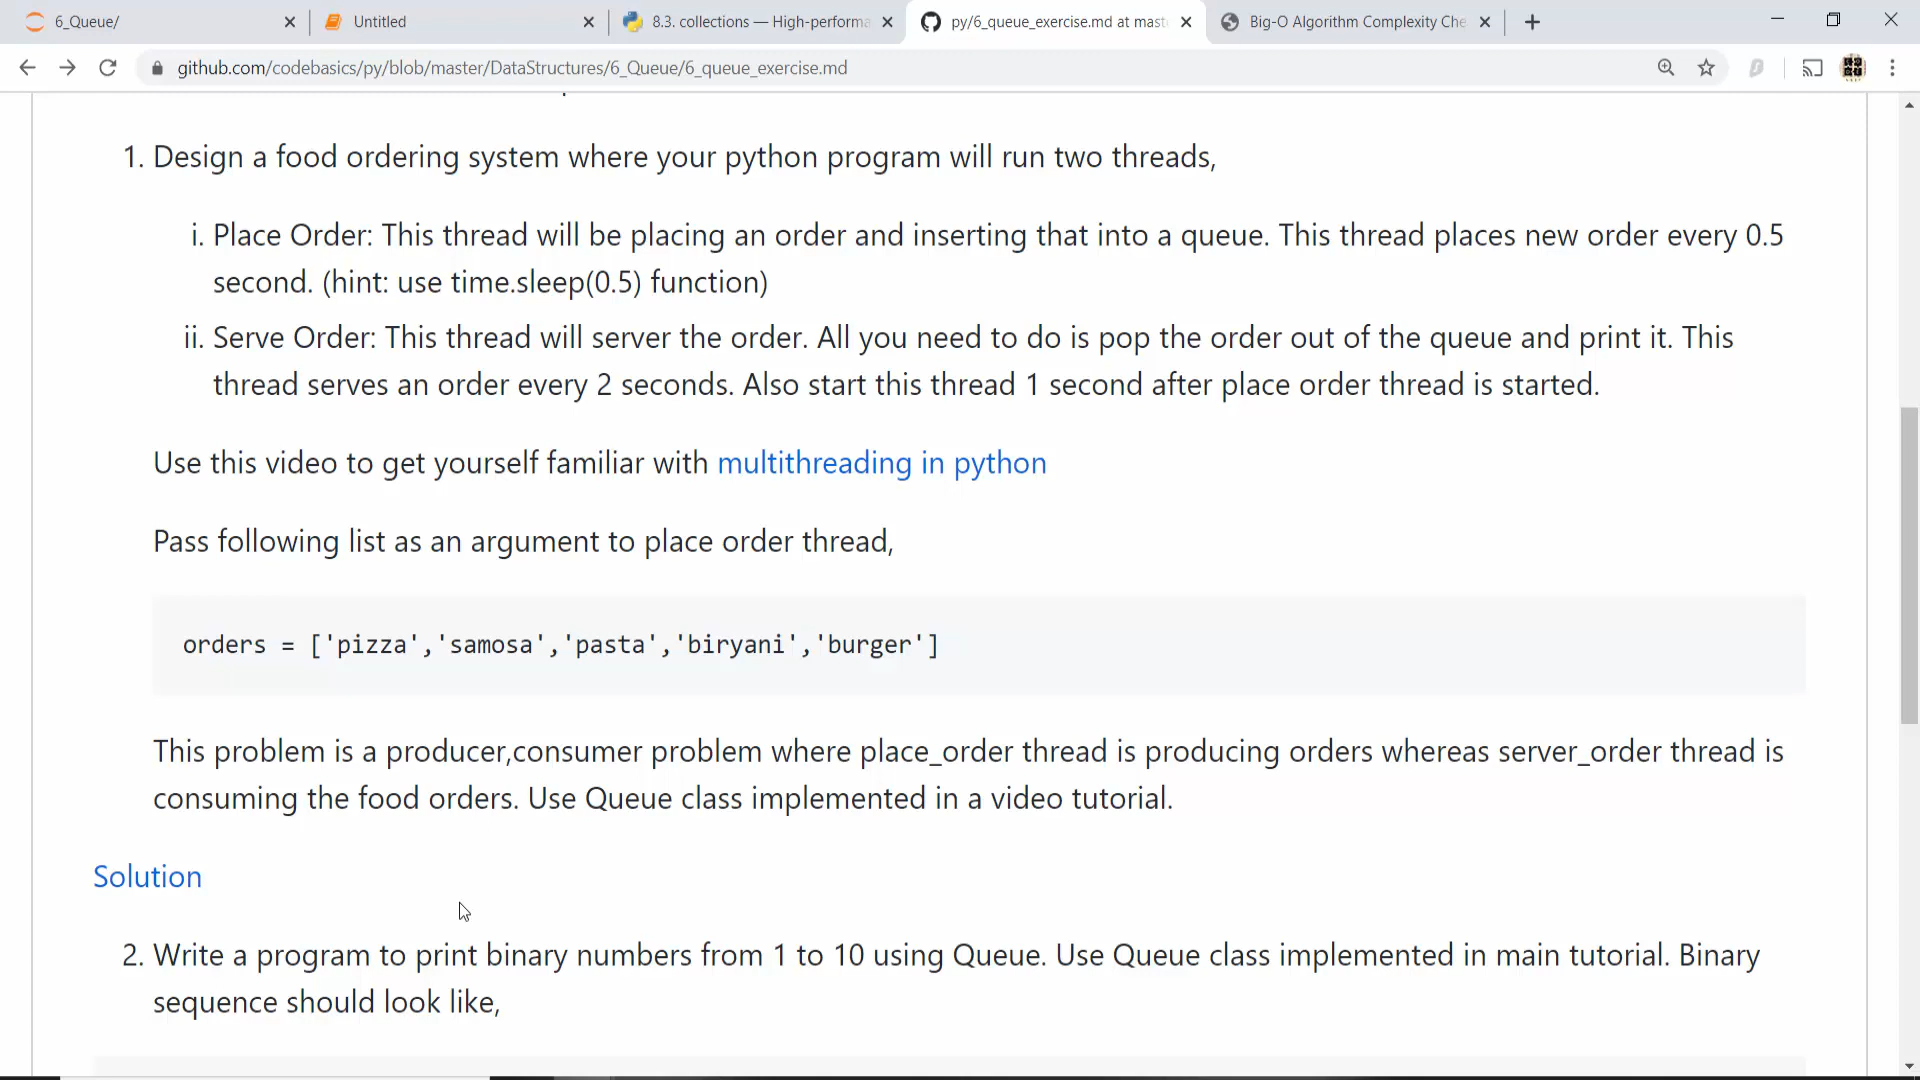 6_Queue/
Untitled
8.3. collections — High-performa
py/6_queue_exercise.md at mast
Big-O Algorithm Complexity Che
github.com/codebasics/py/blob/master/DataStructures/6_Queue/6_queue_exercise.md
1. Design a food ordering system where your python program will run two threads,
i. Place Order: This thread will be placing an order and inserting that into a queue. This thread places new order every 0.5
second. (hint: use time.sleep(0.5) function)
ii. Serve Order: This thread will server the order. All you need to do is pop the order out of the queue and print it. This
thread serves an order every 2 seconds. Also start this thread 1 second after place order thread is started.
Use this video to get yourself familiar with multithreading in python
Pass following list as an argument to place order thread,
orders = ['pizza','samosa','pasta','biryani','burger']
This problem is a producer,consumer problem where place_order thread is producing orders whereas server_order thread is
consuming the food orders. Use Queue class implemented in a video tutorial.
Solution
2. Write a program to print binary numbers from 1 to 10 using Queue. Use Queue class implemented in main tutorial. Binary
sequence should look like,